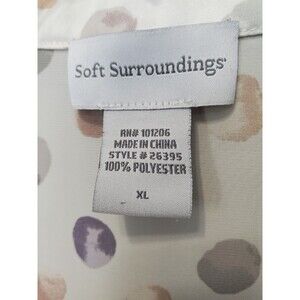 Soft Surroundings®
RN# 101206
MADE IN CHINA
STYLE # 26395
100% POLYESTER
XL